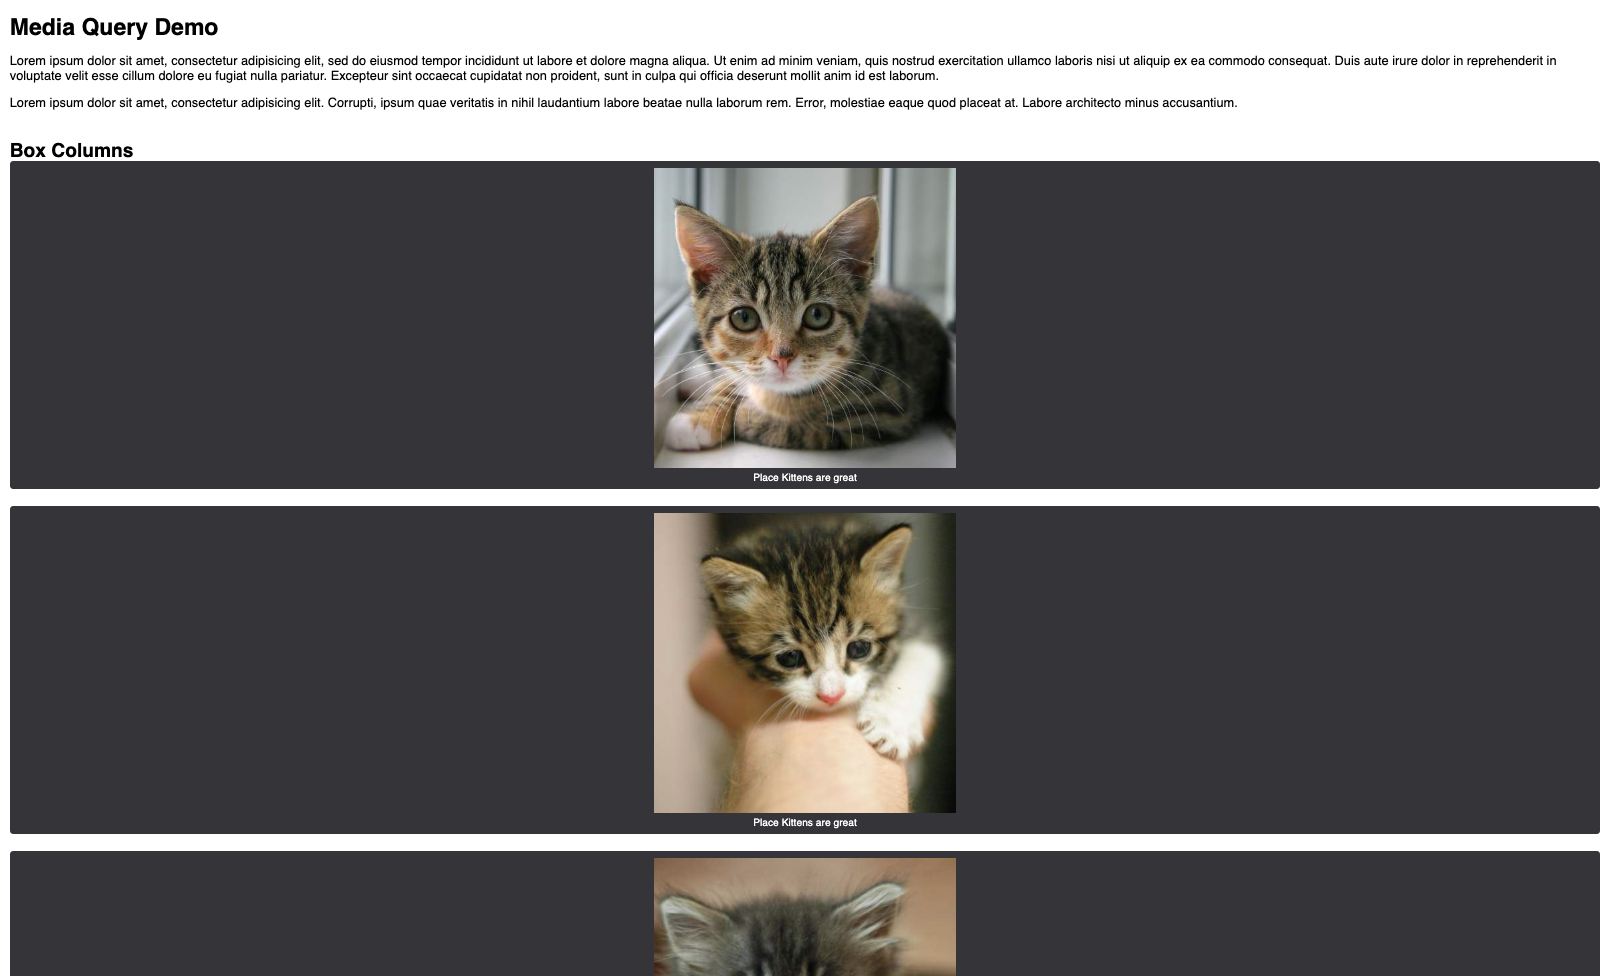 Media Query Demo
Lorem ipsum dolor sit amet, consectetur adipisicing elit, sed do eiusmod tempor incididunt ut labore et dolore magna aliqua. Ut enim ad minim veniam, quis nostrud exercitation ullamco laboris nisi ut aliquip ex ea commodo consequat. Duis aute irure dolor in reprehenderit in
voluptate velit esse cillum dolore eu fugiat nulla pariatur. Excepteur sint occaecat cupidatat non proident, sunt in culpa qui officia deserunt mollit anim id est laborum.
Lorem ipsum dolor sit amet, consectetur adipisicing elit. Corrupti, ipsum quae veritatis in nihil laudantium labore beatae nulla laborum rem. Error, molestiae eaque quod placeat at. Labore architecto minus accusantium.
Box Columns
Place Kittens are great
Place Kittens are great